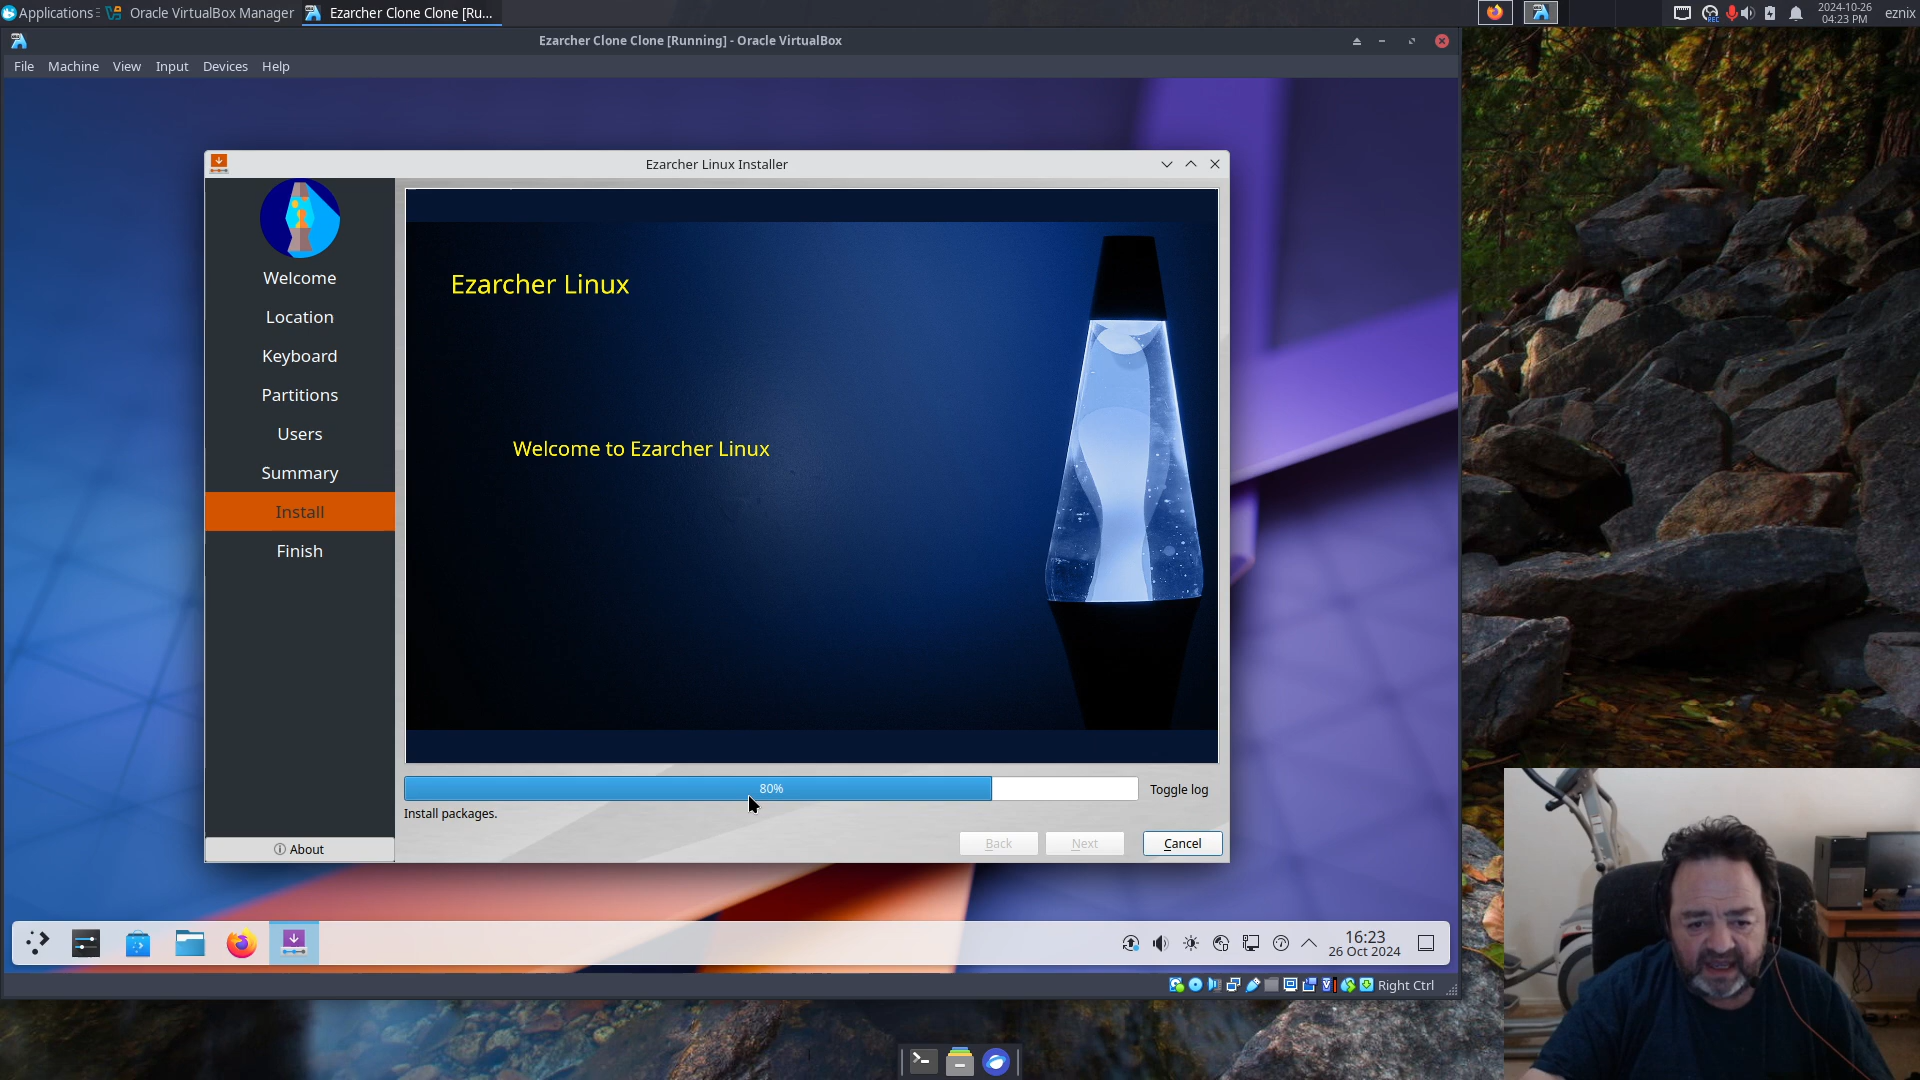 Applications
Oracle VirtualBox Manager
Ezarcher Clone Clone [Ru...
REC
2024-10-26
04:23 PM
eznix
Ezarcher Clone Clone [Running] - Oracle VirtualBox
File
Machine
View
Input
Devices
Help
Ezarcher Linux Installer
Welcome
Location
Keyboard
Partitions
Users
Summary
Install
Finish
About
Ezarcher Linux
Welcome to Ezarcher Linux
80%
Toggle log
Install packages.
Back
Next
Cancel
16:23
26 Oct 2024
Right Ctrl